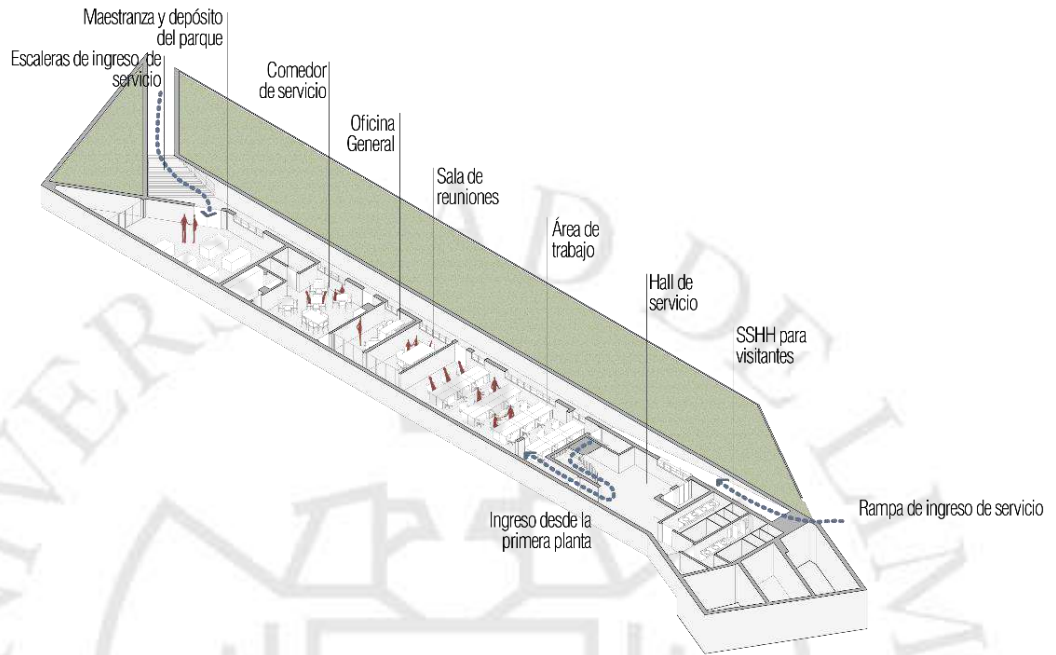 Maestranza y depósito
del parque
Escaleras de ingreso de
servicio
Comedor
de servicio
Oficina
General
Sala de
reuniones
Área de
trabajo
Hall de
servicio
SSHH para
visitantes
Ingreso desde la
primera planta
Rampa de ingreso de servicio